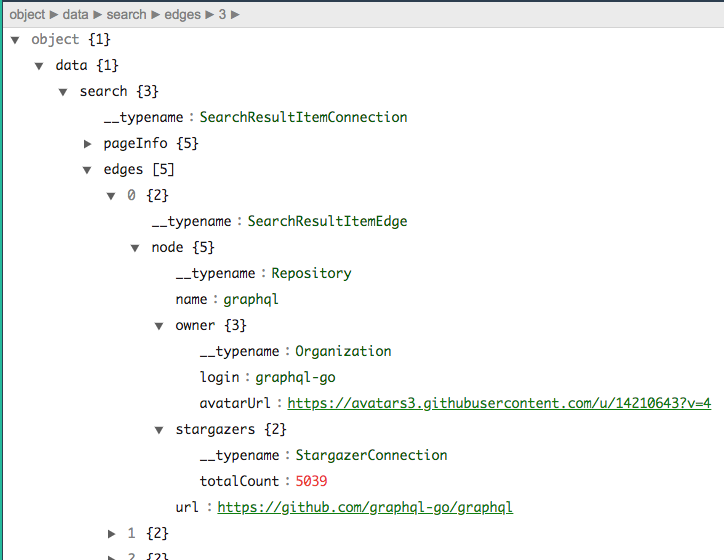 object ▶ data ▶ search ▶ edges ▶ 3 ▶
▼ object {1}
▼ data {1}
▼ search {3}
__typename : SearchResultItemConnection
▶ pageInfo {5}
▼ edges [5]
▼ 0 {2}
__typename : SearchResultItemEdge
▼ node {5}
__typename : Repository
name : graphql
▼ owner {3}
__typename : Organization
login : graphql-go
avatarUrl : https://avatars3.githubusercontent.com/u/14210643?v=4
▼ stargazers {2}
__typename : StargazerConnection
totalCount : 5039
url : https://github.com/graphql-go/graphql
▶ 1 {2}
▶ 2 {2}